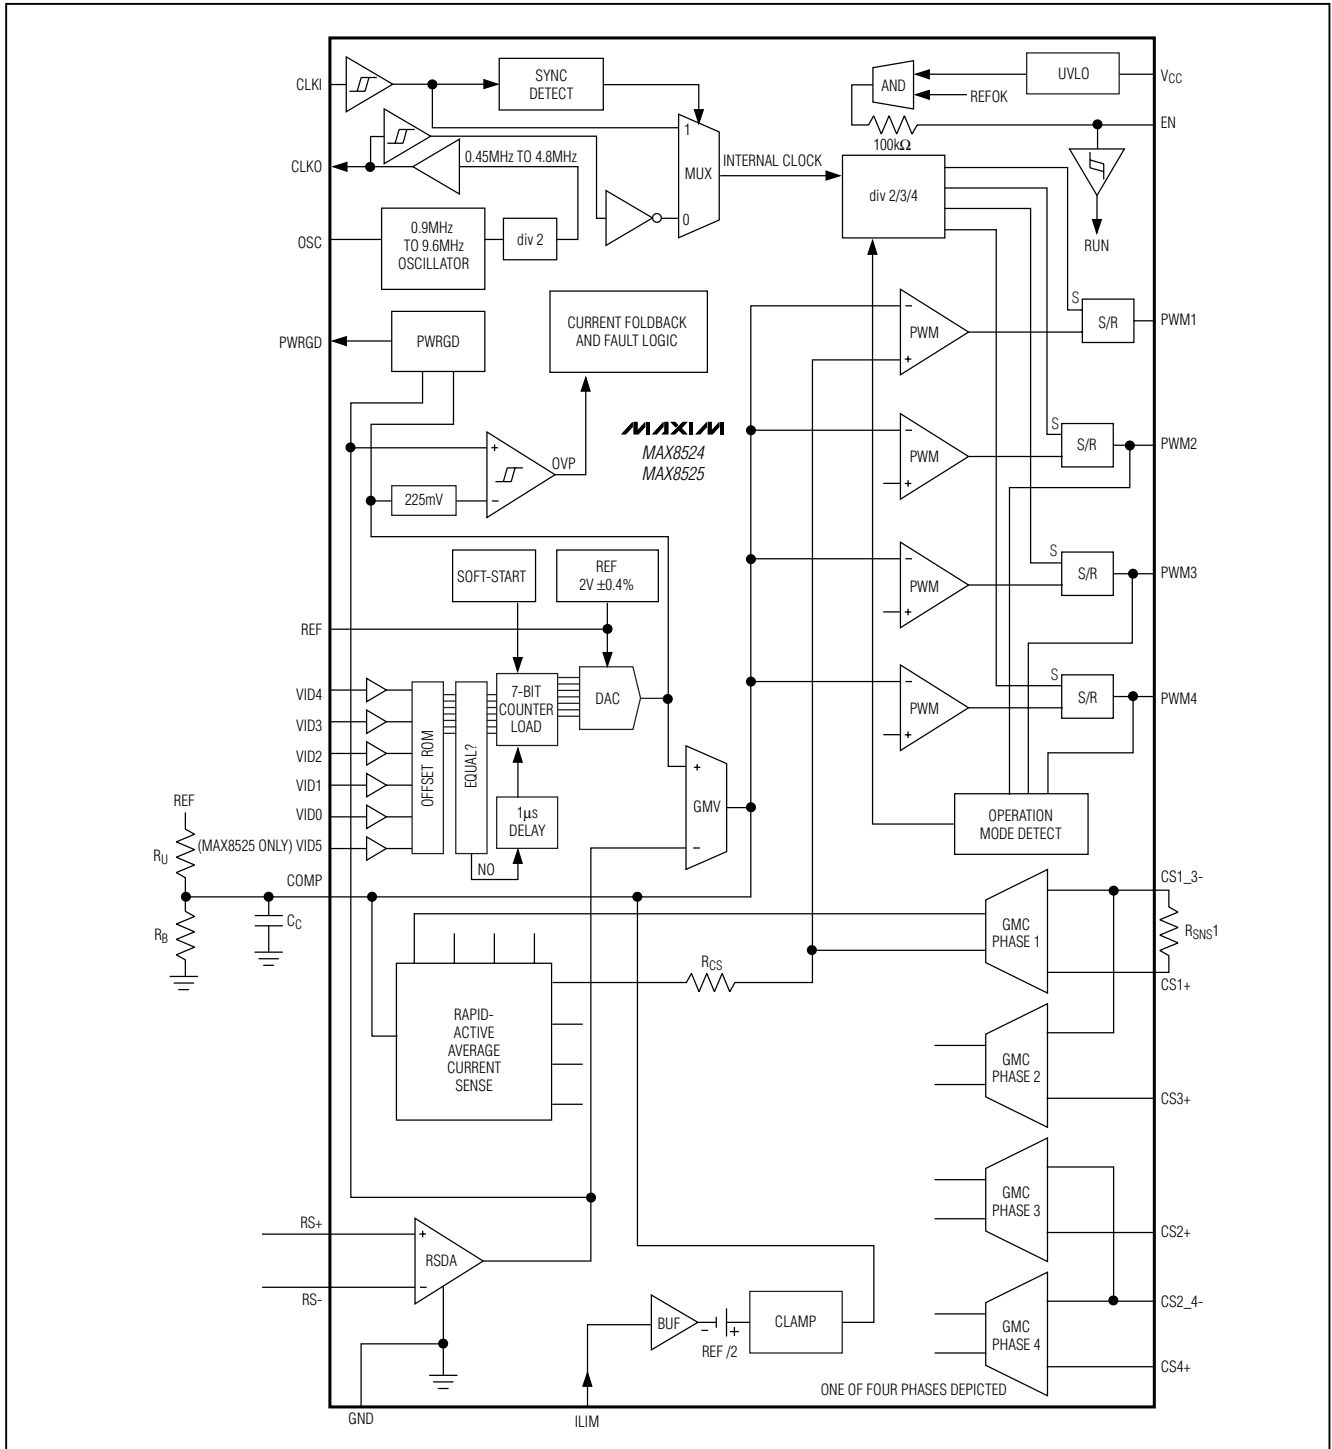 CLKI
SYNC
DETECT
AND
UVLO
VCC
REFOK
EN
100kΩ
1
MUX
0
INTERNAL CLOCK
CLKO
0.45MHz TO 4.8MHz
OSC
0.9MHz
TO 9.6MHz
OSCILLATOR
div 2
div 2/3/4
RUN
PWRGD
PWRGD
CURRENT FOLDBACK
AND FAULT LOGIC
−
PWM
+
S
S/R
PWM1
+
−
OVP
225mV
MAXIM
MAX8524
MAX8525
−
PWM
+
S
S/R
PWM2
SOFT-START
REF
2V ±0.4%
−
PWM
+
S
S/R
PWM3
REF
VID4
VID3
VID2
VID1
VID0
(MAX8525 ONLY) VID5
OFFSET ROM
EQUAL?
7-BIT
COUNTER
LOAD
DAC
1µs
DELAY
NO
+
GMV
−
−
PWM
+
S
S/R
PWM4
OPERATION
MODE DETECT
REF
RU
RB
COMP
CC
RAPID-
ACTIVE
AVERAGE
CURRENT
SENSE
RCS
GMC
PHASE 1
CS1_3-
RSNS1
CS1+
GMC
PHASE 2
CS3+
GMC
PHASE 3
CS2+
RS+
RS-
+
RSDA
−
BUF
− +
REF /2
CLAMP
GMC
PHASE 4
CS2_4-
CS4+
ONE OF FOUR PHASES DEPICTED
GND
ILIM